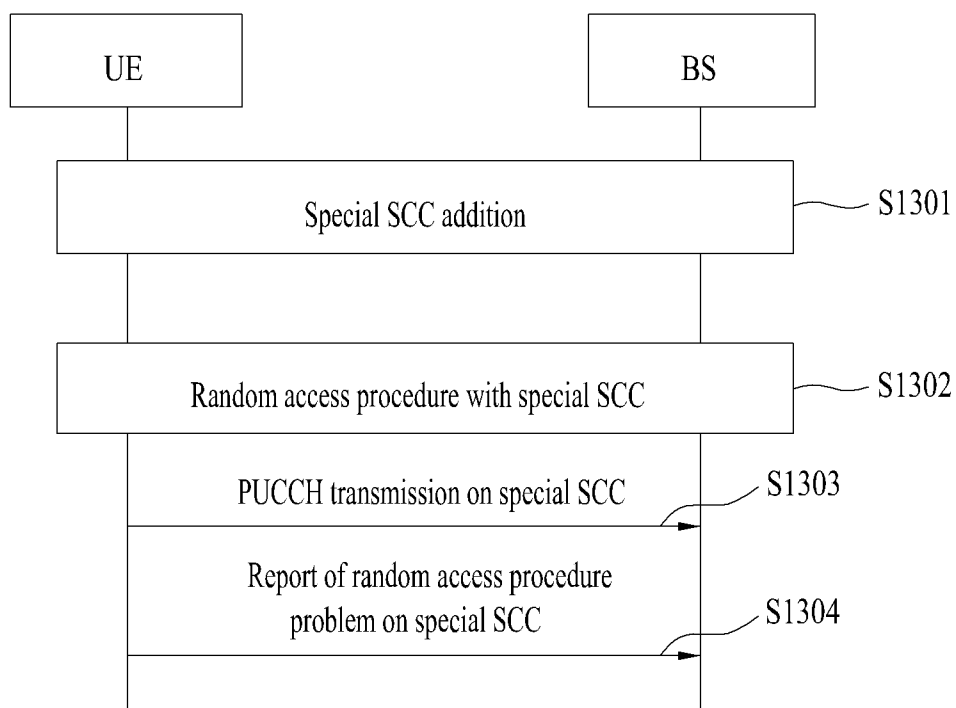 UE
BS
Special SCC addition
S1301
Random access procedure with special SCC
S1302
PUCCH transmission on special SCC
S1303
Report of random access procedure
problem on special SCC
S1304